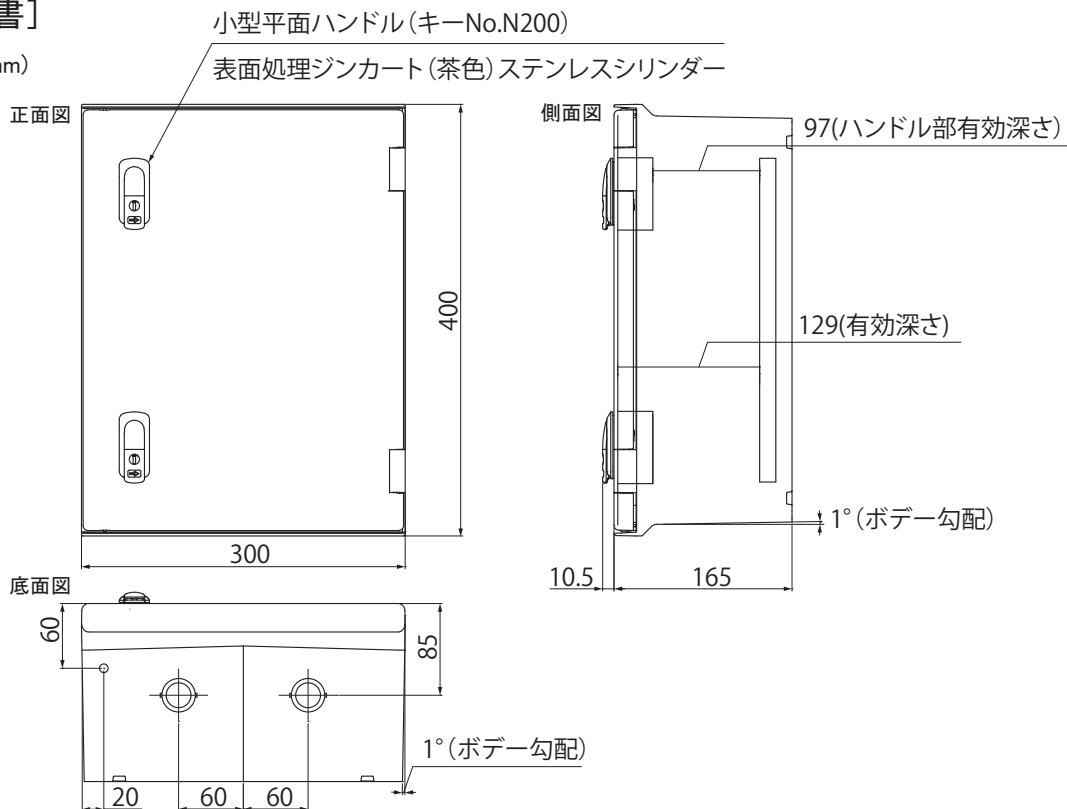 書]
mm)
小型平面ハンドル(キーNo.N200)
表面処理ジンカート(茶色)ステンレスシリンダー
正面図
側面図
97(ハンドル部有効深さ)
400
129(有効深さ)
1°(ボデー勾配)
300
10.5
165
底面図
60
85
1°(ボデー勾配)
20
60
60